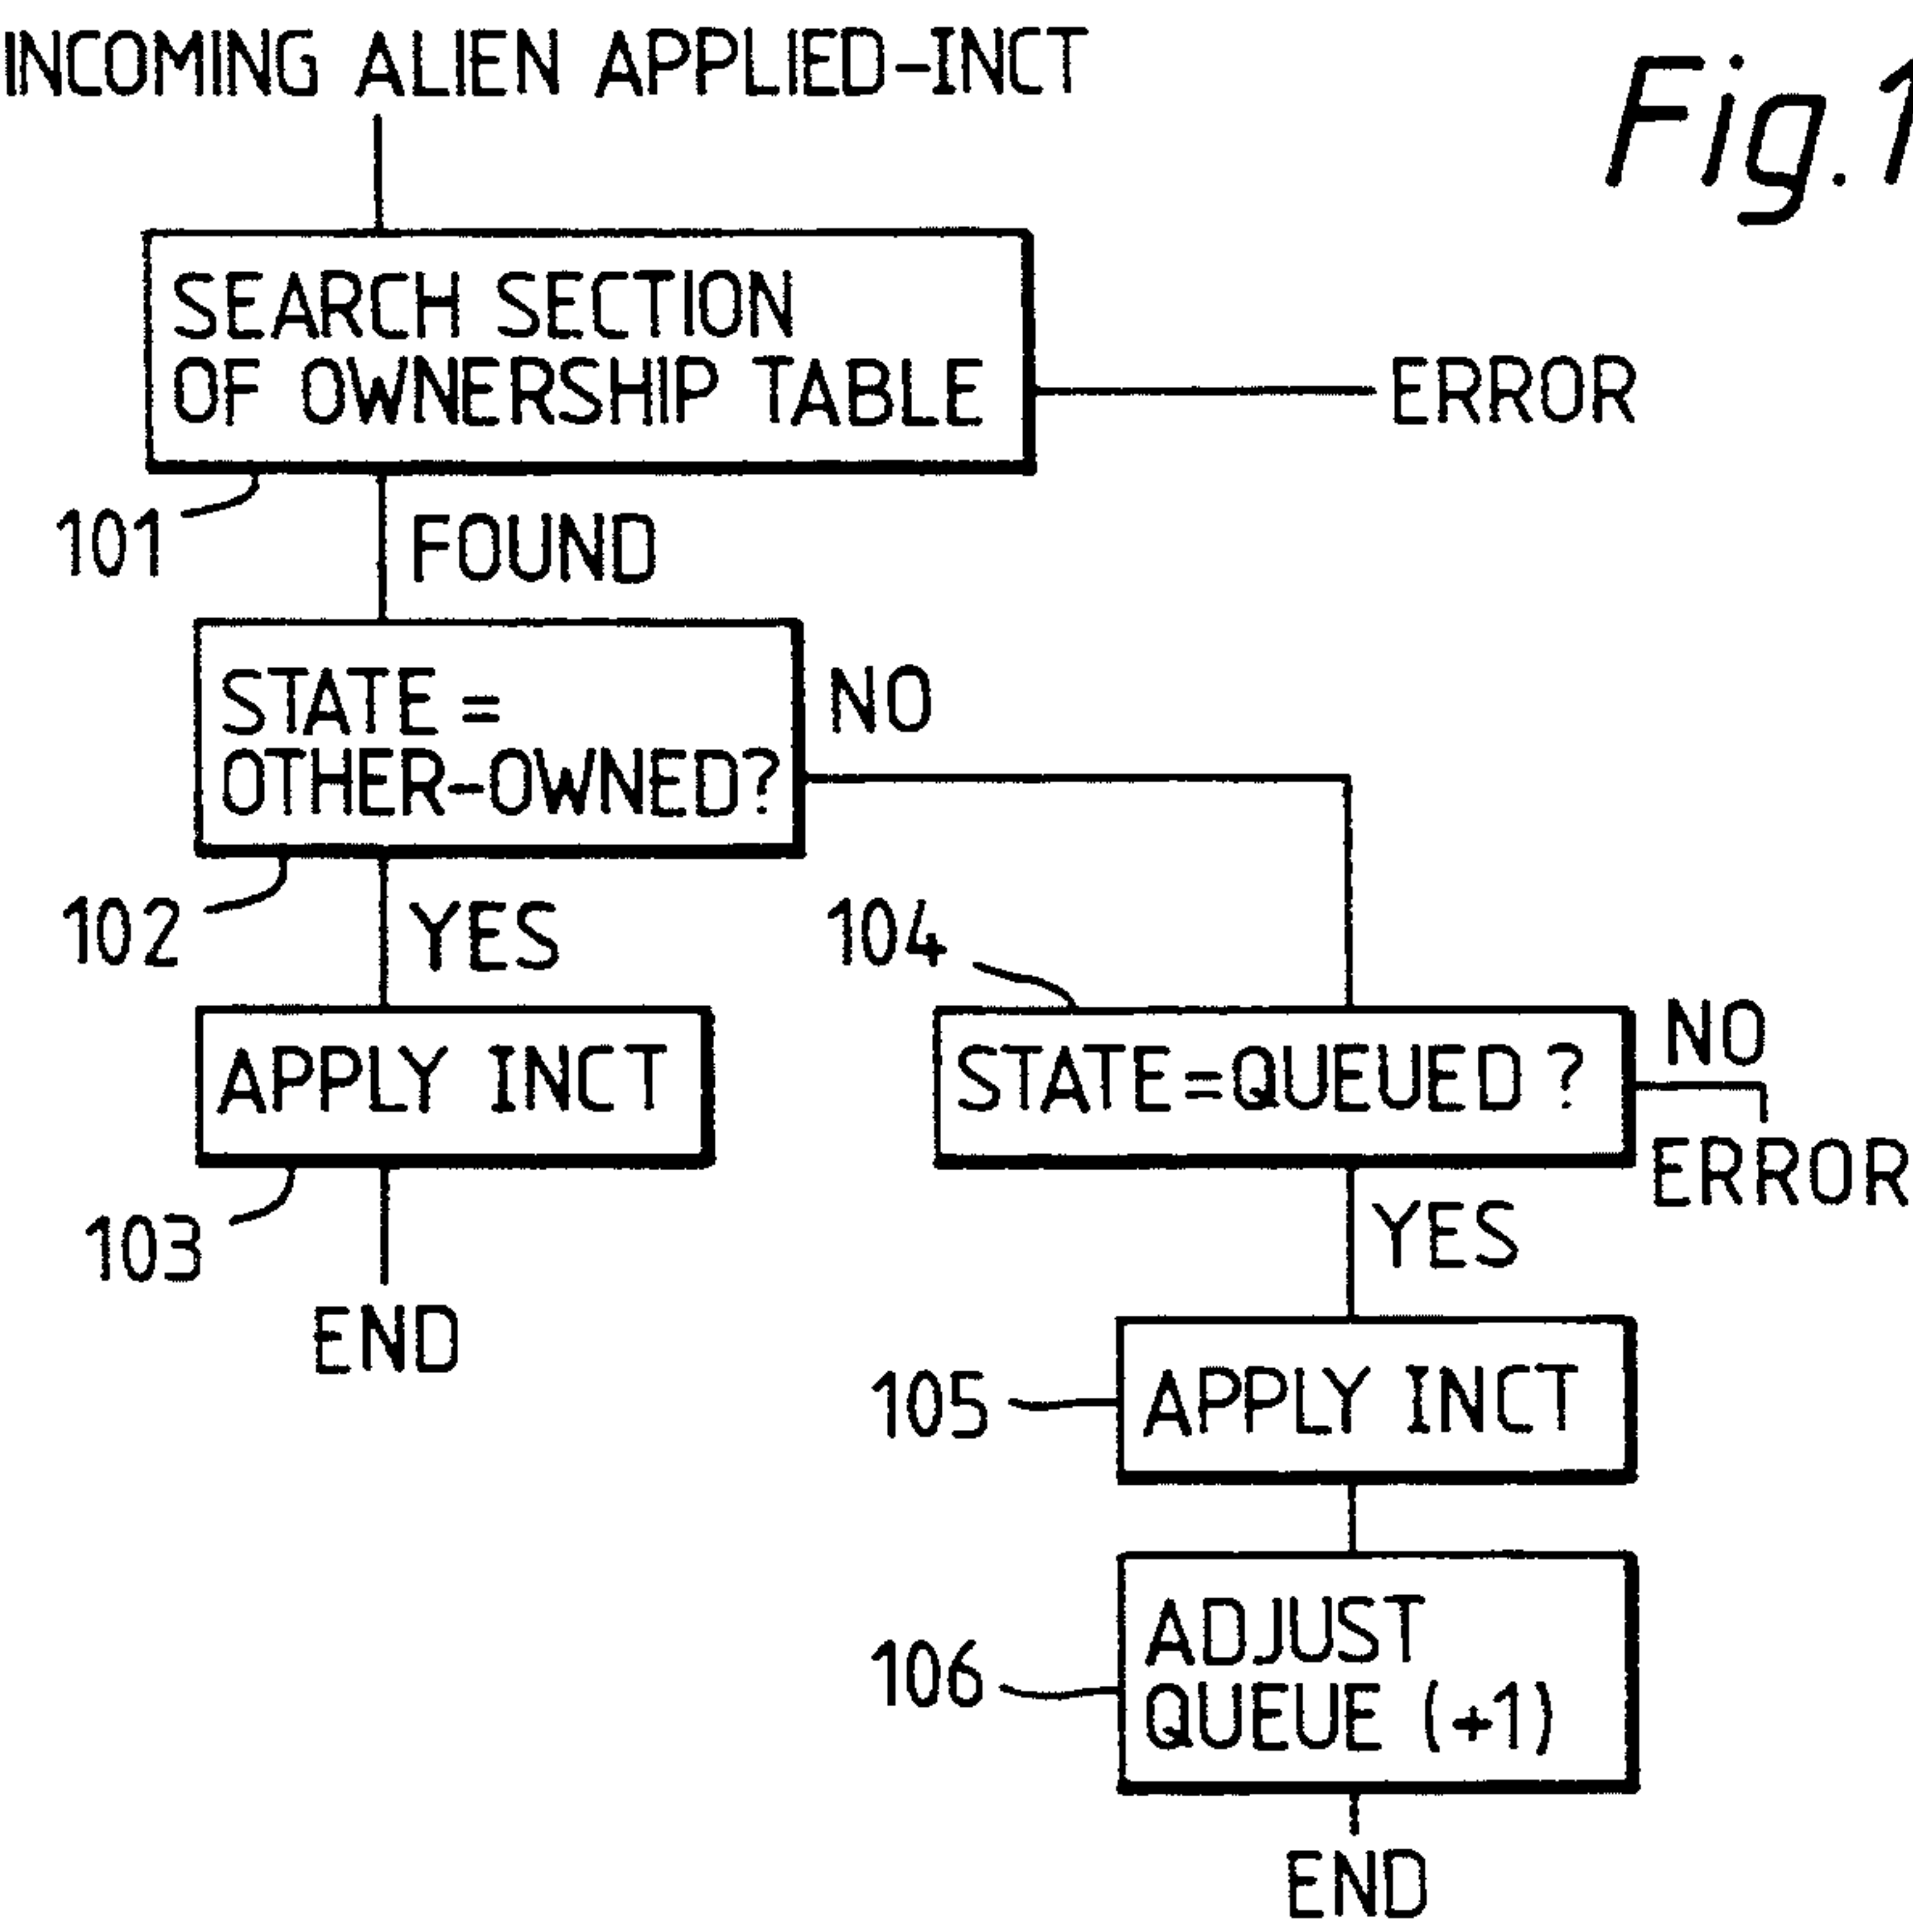 INCOMING ALIEN APPLIED-INCT
Fig.1
SEARCH SECTION
OF OWNERSHIP TABLE
ERROR
101
FOUND
STATE =
OTHER-OWNED?
NO
102
YES
104
APPLY INCT
STATE=QUEUED ?
NO
ERROR
103
YES
END
105
APPLY INCT
106
ADJUST
QUEUE (+1)
END